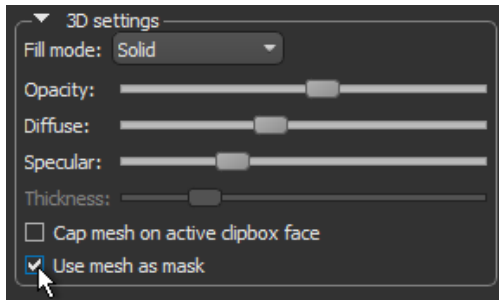 3D settings
Fill mode: Solid
Opacity:
Diffuse:
Specular:
Thickness:
Cap mesh on active clipbox face
Use mesh as mask